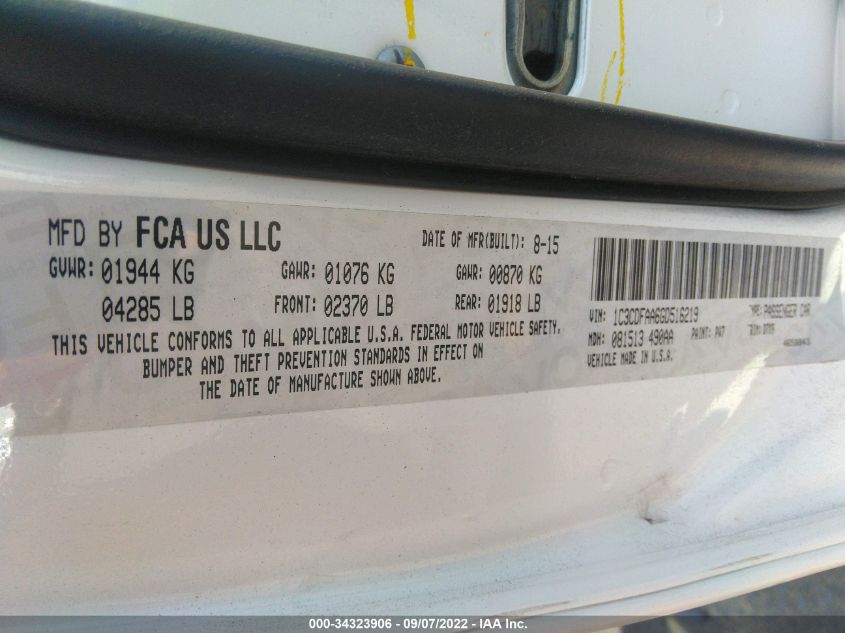 MFD BY FCA US LLC DATE OF MFR(BUILT): 8-15
GVWR: 01944 KG GAWR: 01076 KG GAWR: 00870 KG
04285 LB FRONT: 02370 LB REAR: 01918 LB
THIS VEHICLE CONFORMS TO ALL APPLICABLE U.S.A. FEDERAL MOTOR VEHICLE SAFETY,
BUMPER AND THEFT PREVENTION STANDARDS IN EFFECT ON
THE DATE OF MANUFACTURE SHOWN ABOVE.
VIN: 1C3CDFAA6GD516219 TYPE: PASSENGER CAR
MDH: 081513 490AA PAINT: PW7
VEHICLE MADE IN U.S.A.
000-34323906 - 09/07/2022 - IAA Inc.